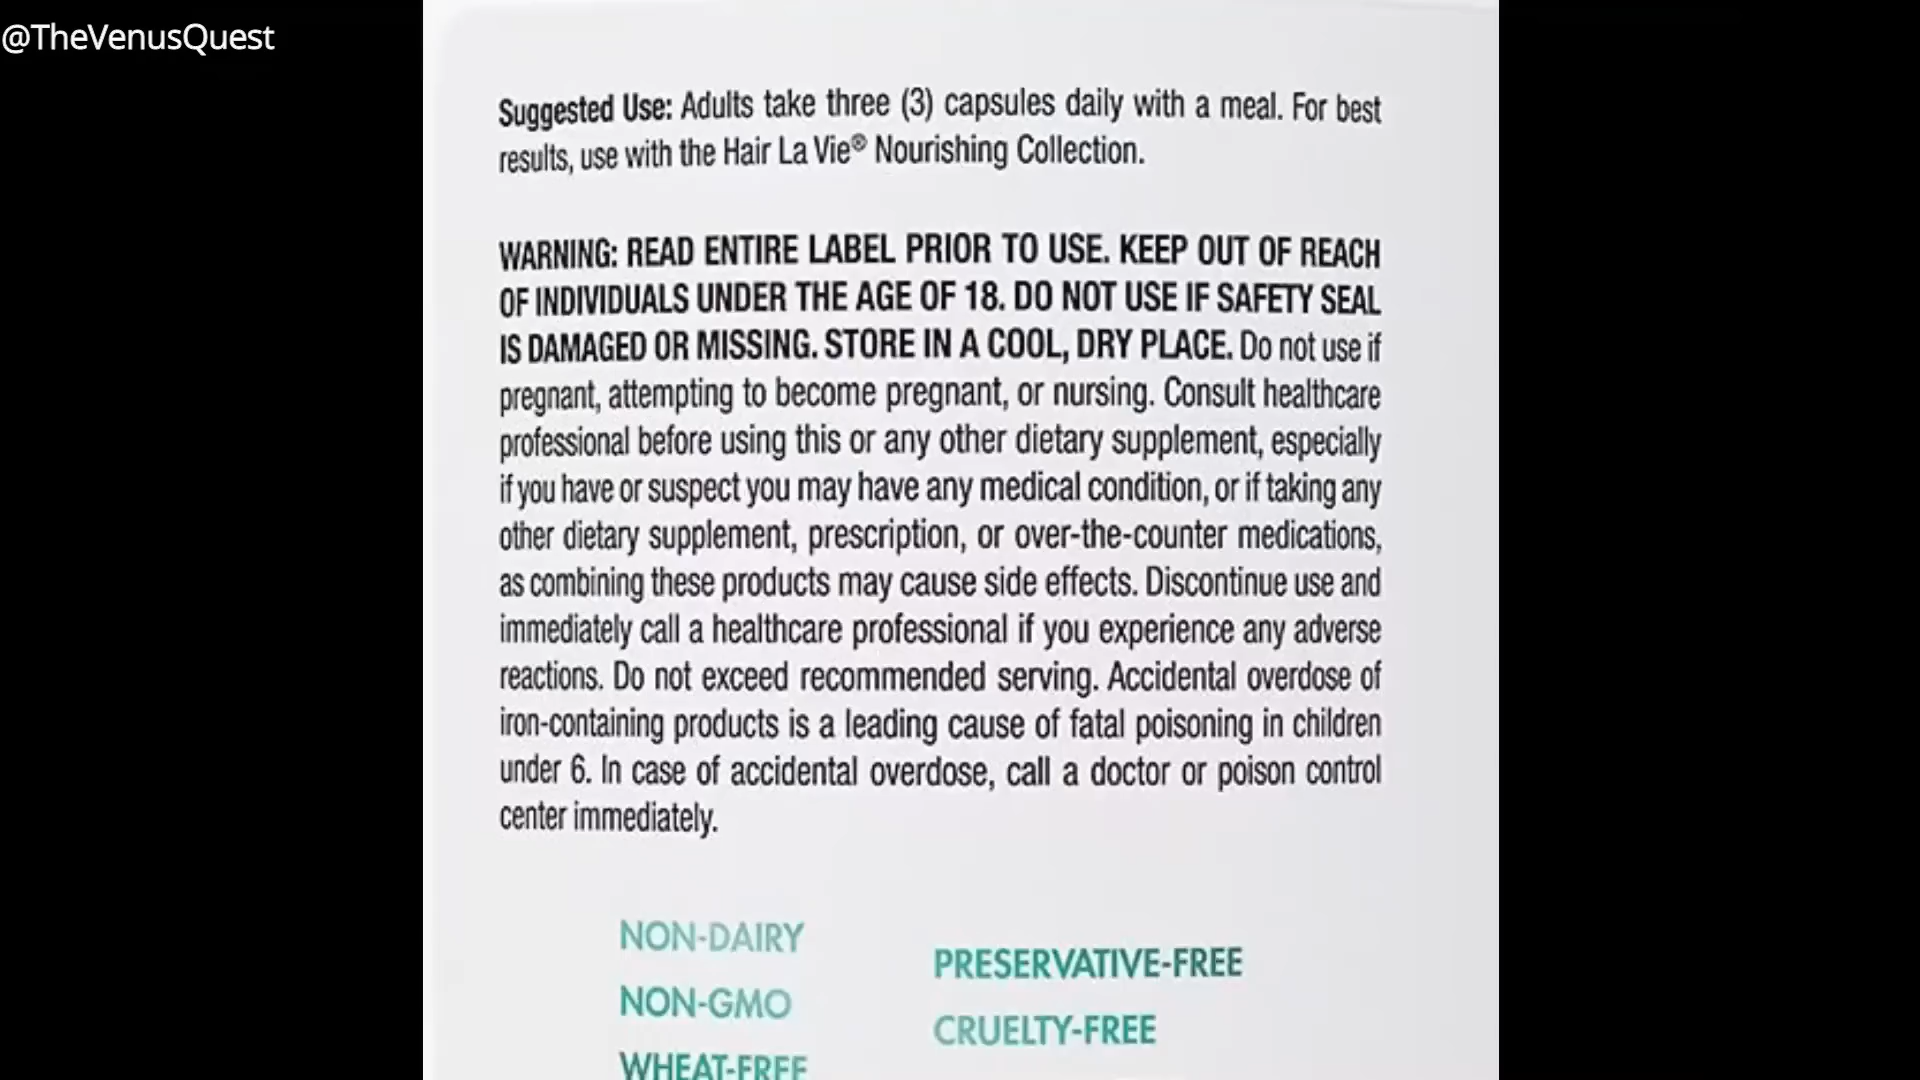 @TheVenusQuest
Suggested Use: Adults take three (3) capsules daily with a meal. For best
results, use with the Hair La Vie® Nourishing Collection.
WARNING: READ ENTIRE LABEL PRIOR TO USE. KEEP OUT OF REACH
OF INDIVIDUALS UNDER THE AGE OF 18. DO NOT USE IF SAFETY SEAL
IS DAMAGED OR MISSING. STORE IN A COOL, DRY PLACE. Do not use if
pregnant, attempting to become pregnant, or nursing. Consult healthcare
professional before using this or any other dietary supplement, especially
if you have or suspect you may have any medical condition, or if taking any
other dietary supplement, prescription, or over-the-counter medications,
as combining these products may cause side effects. Discontinue use and
immediately call a healthcare professional if you experience any adverse
reactions. Do not exceed recommended serving. Accidental overdose of
iron-containing products is a leading cause of fatal poisoning in children
under 6. In case of accidental overdose, call a doctor or poison control
center immediately.
NON-DAIRY
NON-GMO
WHEAT-FREE
PRESERVATIVE-FREE
CRUELTY-FREE